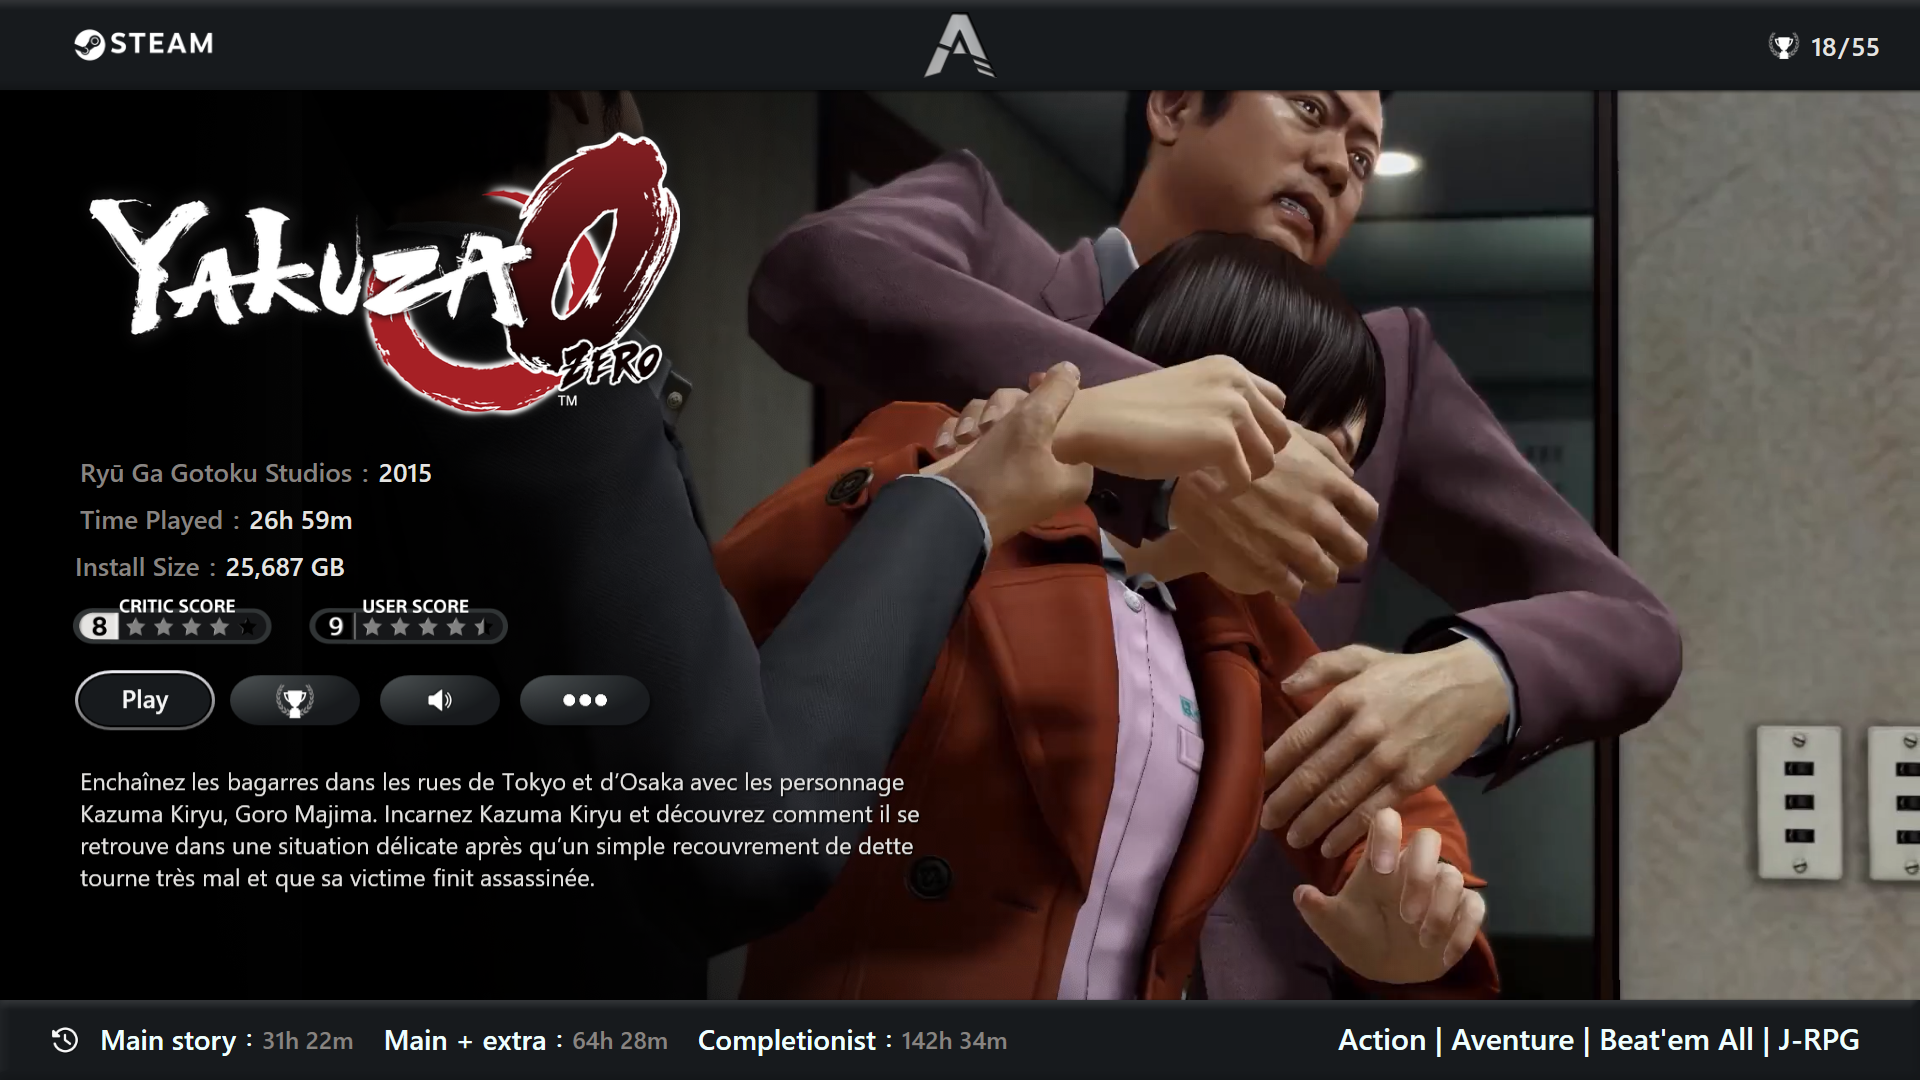 STEAM
18/55
YAKUZA 0
ZERO
TM
Ryū Ga Gotoku Studios : 2015
Time Played : 26h 59m
Install Size : 25,687 GB
CRITIC SCORE
8
USER SCORE
9
Play
Enchaînez les bagarres dans les rues de Tokyo et d’Osaka avec les personnage
Kazuma Kiryu, Goro Majima. Incarnez Kazuma Kiryu et découvrez comment il se
retrouve dans une situation délicate après qu’un simple recouvrement de dette
tourne très mal et que sa victime finit assassinée.
Main story : 31h 22m Main + extra : 64h 28m Completionist : 142h 34m
Action | Aventure | Beat'em All | J-RPG